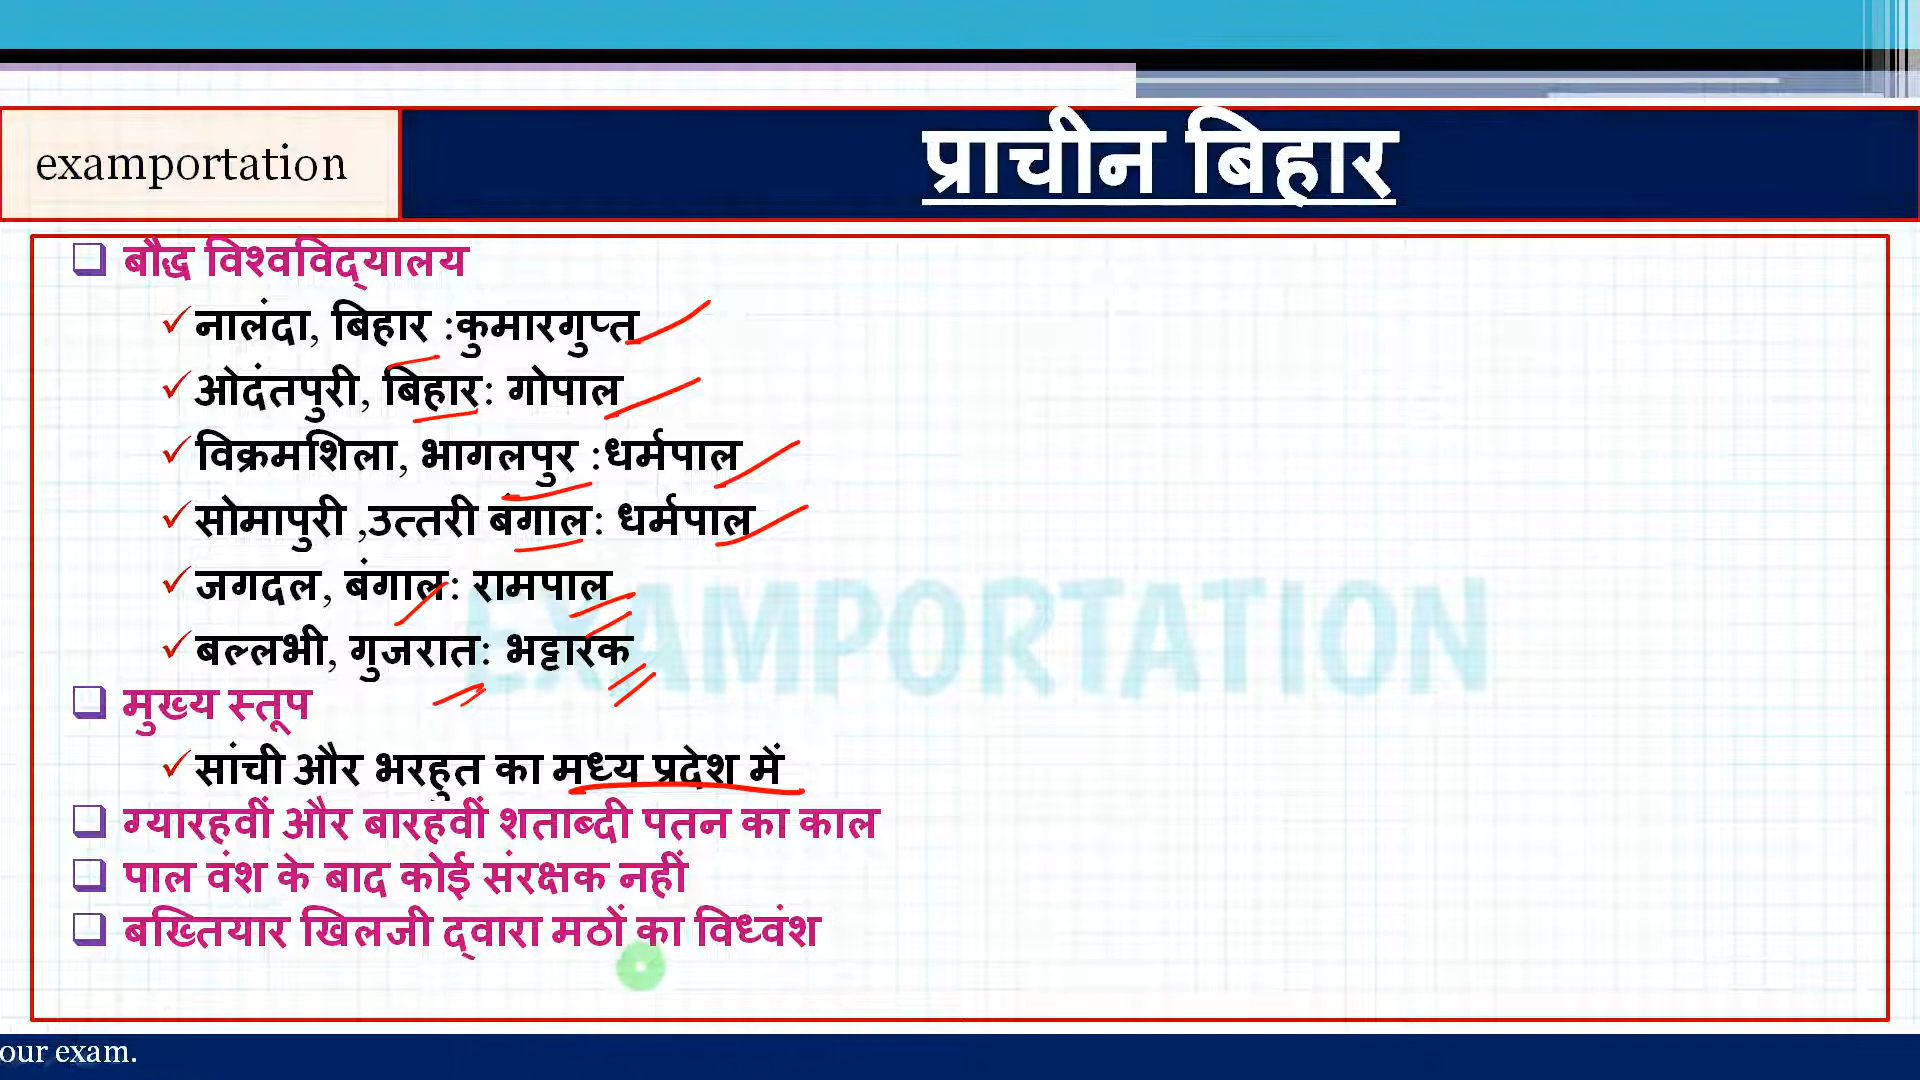 examportation
प्राचीन बिहार
बौद्ध विश्वविद्यालय
नालंदा, बिहार :कुमारगुप्त
ओदंतपुरी, बिहार: गोपाल
विक्रमशिला, भागलपुर :धर्मपाल
सोमापुरी ,उत्तरी बंगाल: धर्मपाल
जगदल, बंगाल: रामपाल
बल्लभी, गुजरात: भट्टारक
मुख्य स्तूप
सांची और भरहुत का मध्य प्रदेश में
ग्यारहवीं और बारहवीं शताब्दी पतन का काल
पाल वंश के बाद कोई संरक्षक नहीं
बख्तियार खिलजी द्वारा मठों का विध्वंश
EXAMPORTATION
our exam.